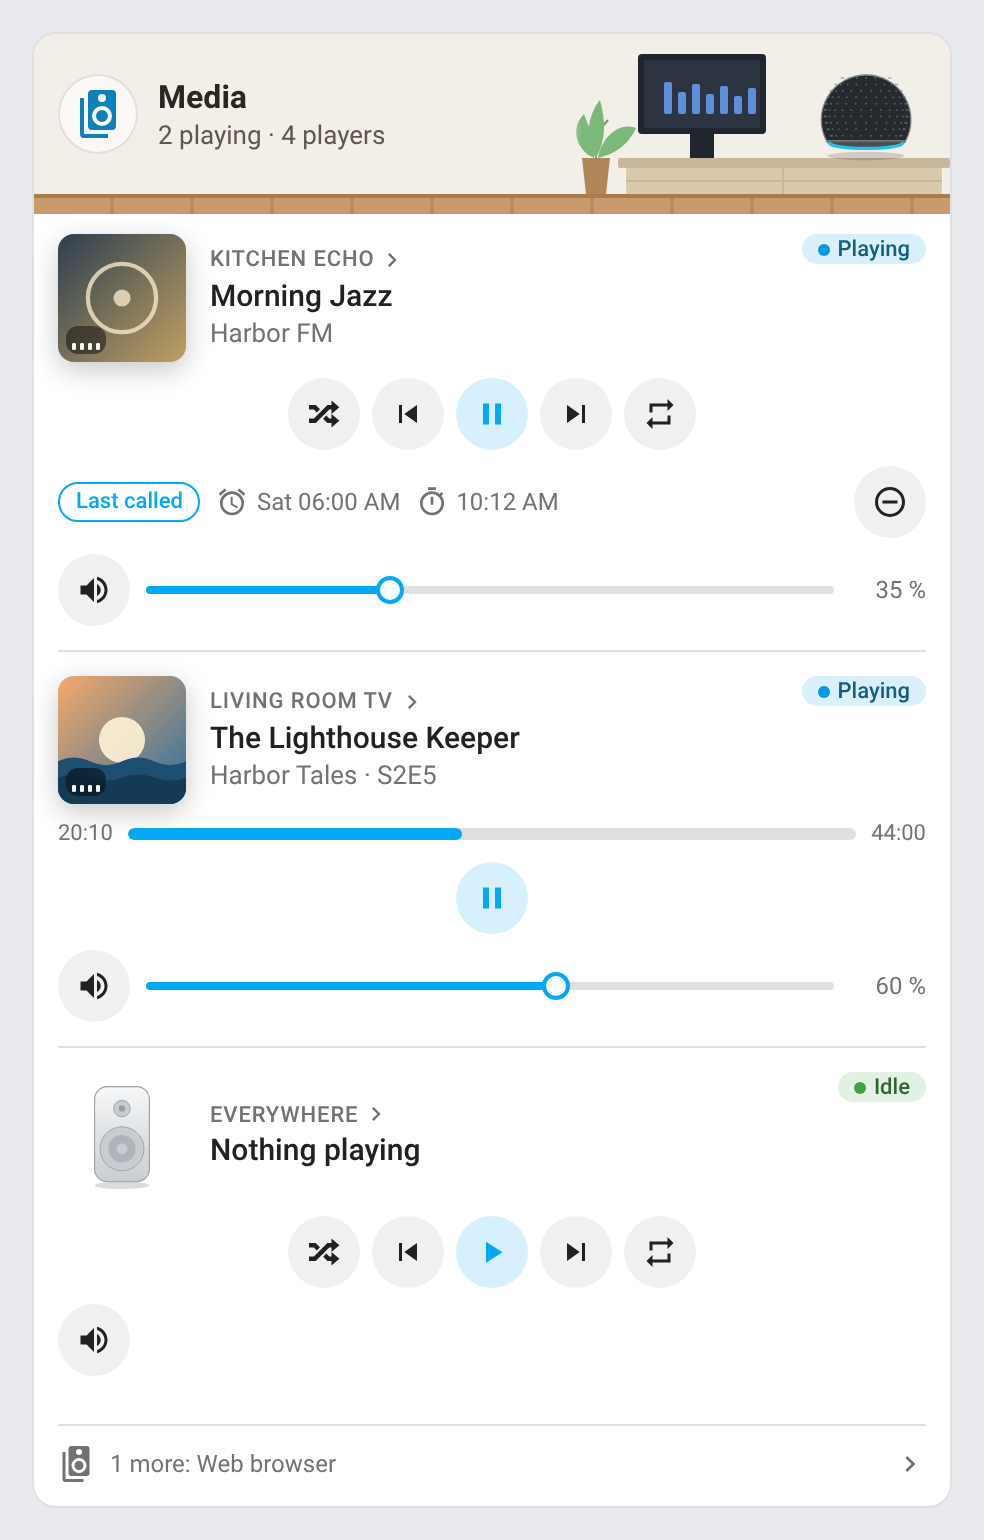 Media
2 playing · 4 players
KITCHEN ECHO
Playing
Morning Jazz
Harbor FM
Last called
Sat 06:00 AM
10:12 AM
35 %
LIVING ROOM TV
Playing
The Lighthouse Keeper
Harbor Tales · S2E5
20:10
44:00
60 %
EVERYWHERE
Idle
Nothing playing
1 more: Web browser